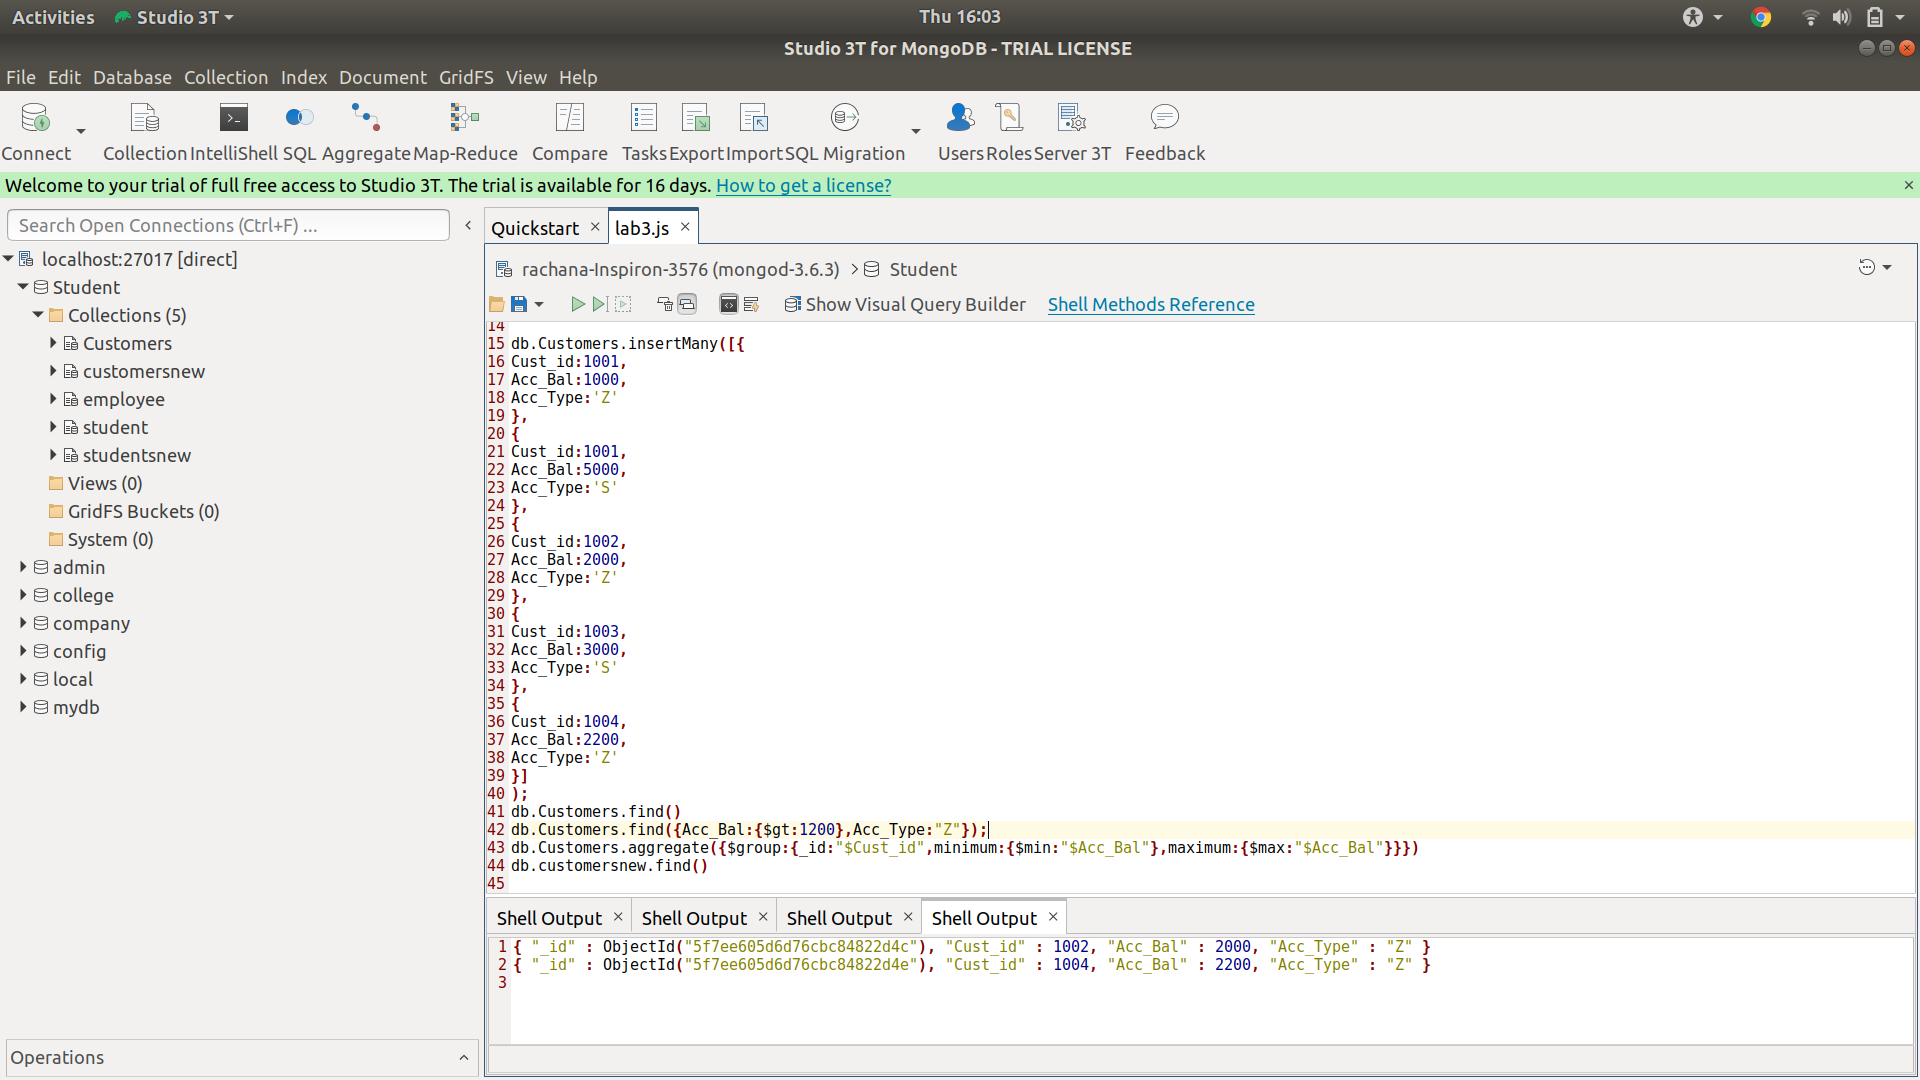 Activities Studio 3T Thu 16:03
Studio 3T for MongoDB - TRIAL LICENSE
File Edit Database Collection Index Document GridFS View Help
Connect Collection IntelliShell SQL Aggregate Map-Reduce Compare Tasks Export Import SQL Migration Users Roles Server 3T Feedback
Welcome to your trial of full free access to Studio 3T. The trial is available for 16 days. How to get a license?
Search Open Connections (Ctrl+F) ...
localhost:27017 [direct]
Student
Collections (5)
Customers
customersnew
employee
student
studentsnew
Views (0)
GridFS Buckets (0)
System (0)
admin
college
company
config
local
mydb
Operations
Quickstart lab3.js
rachana-Inspiron-3576 (mongod-3.6.3) > Student
Show Visual Query Builder Shell Methods Reference
14
15 db.Customers.insertMany([{
16 Cust_id:1001,
17 Acc_Bal:1000,
18 Acc_Type:'Z'
19 },
20 {
21 Cust_id:1001,
22 Acc_Bal:5000,
23 Acc_Type:'S'
24 },
25 {
26 Cust_id:1002,
27 Acc_Bal:2000,
28 Acc_Type:'Z'
29 },
30 {
31 Cust_id:1003,
32 Acc_Bal:3000,
33 Acc_Type:'S'
34 },
35 {
36 Cust_id:1004,
37 Acc_Bal:2200,
38 Acc_Type:'Z'
39 }]
40 );
41 db.Customers.find()
42 db.Customers.find({Acc_Bal:{$gt:1200},Acc_Type:"Z"});
43 db.Customers.aggregate({$group:{_id:"$Cust_id",minimum:{$min:"$Acc_Bal"},maximum:{$max:"$Acc_Bal"}}})
44 db.customersnew.find()
45
Shell Output Shell Output Shell Output Shell Output
1 { "_id" : ObjectId("5f7ee605d6d76cbc84822d4c"), "Cust_id" : 1002, "Acc_Bal" : 2000, "Acc_Type" : "Z" }
2 { "_id" : ObjectId("5f7ee605d6d76cbc84822d4e"), "Cust_id" : 1004, "Acc_Bal" : 2200, "Acc_Type" : "Z" }
3